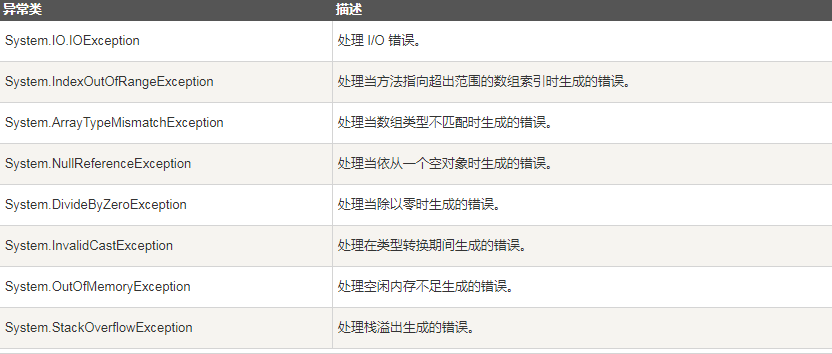 异常类 描述
System.IO.IOException 处理 I/O 错误。
System.IndexOutOfRangeException 处理当方法指向超出范围的数组索引时生成的错误。
System.ArrayTypeMismatchException 处理当数组类型不匹配时生成的错误。
System.NullReferenceException 处理当依从一个空对象时生成的错误。
System.DivideByZeroException 处理当除以零时生成的错误。
System.InvalidCastException 处理在类型转换期间生成的错误。
System.OutOfMemoryException 处理空闲内存不足生成的错误。
System.StackOverflowException 处理栈溢出生成的错误。